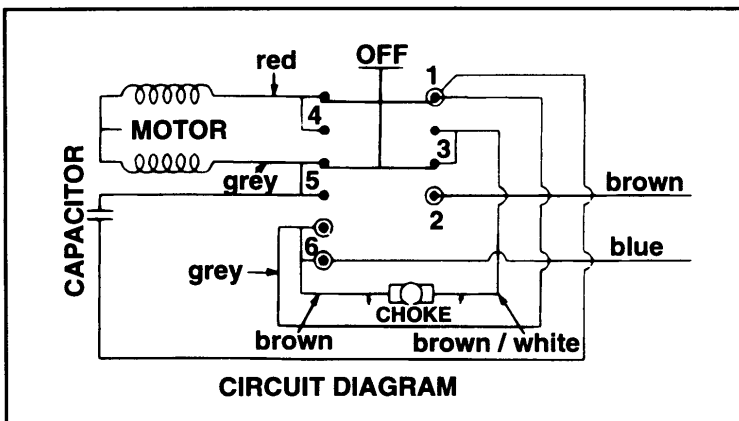 OFF
red
1
4
MOTOR
3
grey
5
CAPACITOR
brown
2
6
blue
grey
CHOKE
brown
brown / white
CIRCUIT DIAGRAM